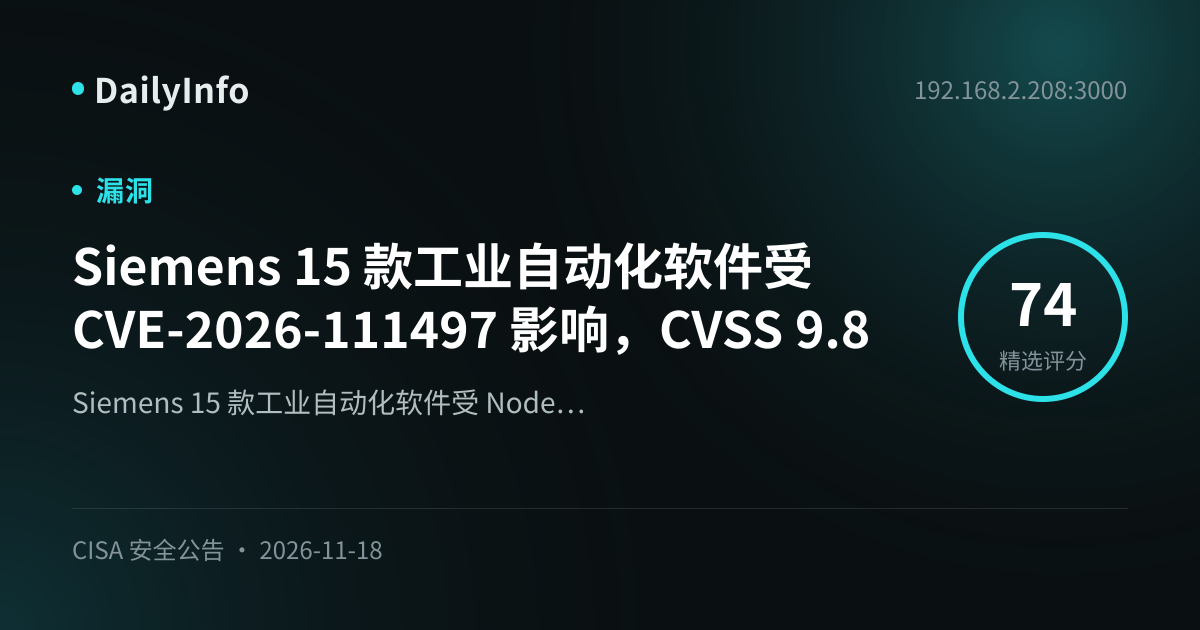 DailyInfo
192.168.2.208:3000
漏洞
Siemens 15 款工业自动化软件受
CVE-2026-111497 影响，CVSS 9.8
74
精选评分
Siemens 15 款工业自动化软件受 Node…
CISA 安全公告 · 2026-11-18